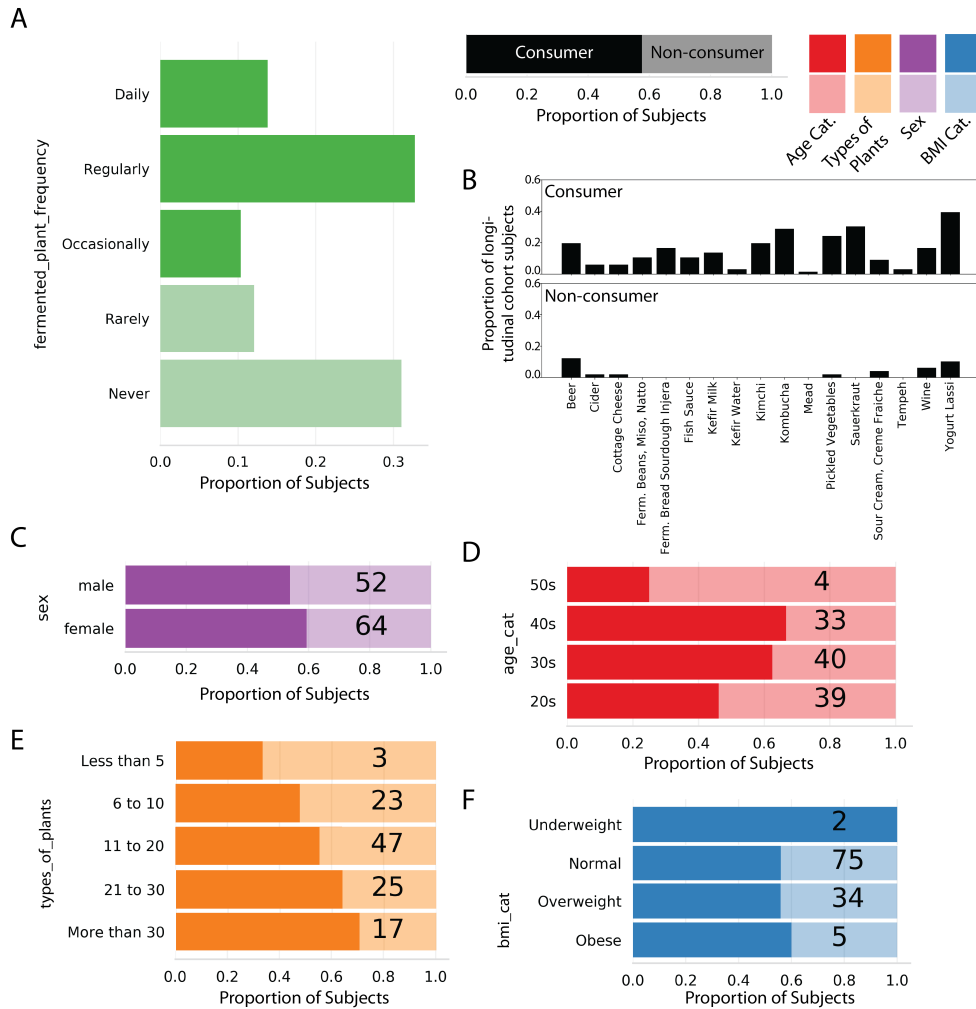 A
fermented_plant_frequency
Daily
Regularly
Occasionally
Rarely
Never
0.0 0.1 0.2 0.3
Proportion of Subjects
Consumer Non-consumer
0.0 0.2 0.4 0.6 0.8 1.0
Proportion of Subjects
Age Cat.
Types of
Plants
Sex
BMI Cat.
B
Proportion of longi-
tudinal cohort subjects
0.6
0.4
0.2
0.0
Consumer
0.6
0.4
0.2
0.0
Non-consumer
Beer
Cider
Cottage Cheese
Ferm. Beans, Miso, Natto
Ferm. Bread Sourdough Injera
Fish Sauce
Kefir Milk
Kefir Water
Kimchi
Kombucha
Mead
Pickled Vegetables
Sauerkraut
Sour Cream, Creme Fraiche
Tempeh
Wine
Yogurt Lassi
C
sex
male 52
female 64
0.0 0.2 0.4 0.6 0.8 1.0
Proportion of Subjects
D
age_cat
50s 4
40s 33
30s 40
20s 39
0.0 0.2 0.4 0.6 0.8 1.0
Proportion of Subjects
E
types_of_plants
Less than 5 3
6 to 10 23
11 to 20 47
21 to 30 25
More than 30 17
0.0 0.2 0.4 0.6 0.8 1.0
Proportion of Subjects
F
bmi_cat
Underweight 2
Normal 75
Overweight 34
Obese 5
0.0 0.2 0.4 0.6 0.8 1.0
Proportion of Subjects